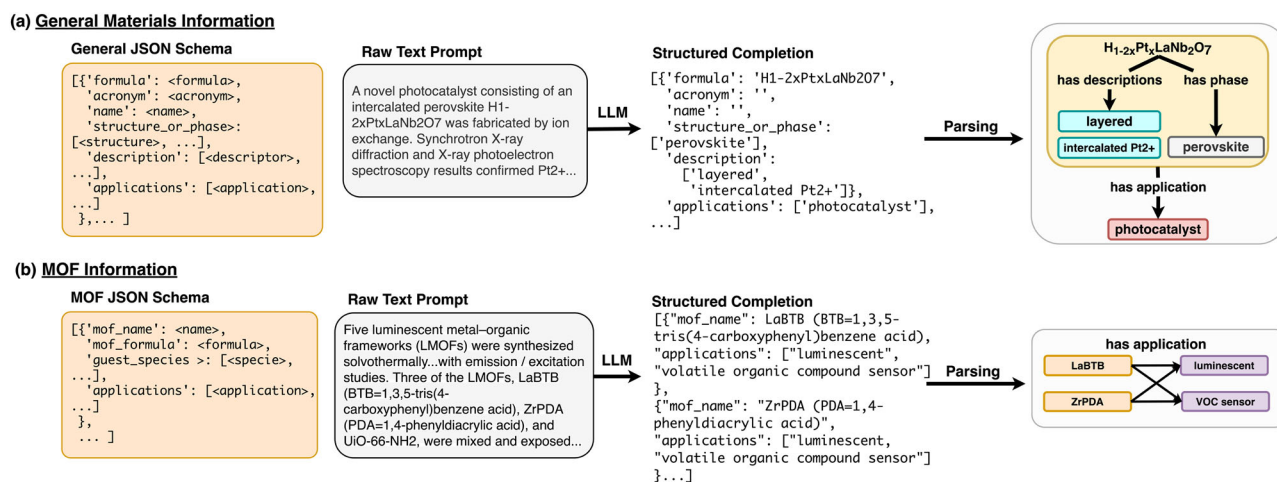 (a) General Materials Information
General JSON Schema
[{'formula': <formula>,
'acronym': <acronym>,
'name': <name>,
'structure_or_phase>:
[<structure>, ...],
'description': [<descriptor>,
...],
'applications': [<application>,
...]
},... ]
Raw Text Prompt
A novel photocatalyst consisting of an
intercalated perovskite H1-
2xPtxLaNb2O7 was fabricated by ion
exchange. Synchrotron X-ray
diffraction and X-ray photoelectron
spectroscopy results confirmed Pt2+...
LLM
Structured Completion
[{'formula': 'H1-2xPtxLaNb2O7',
'acronym': '',
'name': '',
'structure_or_phase':
['perovskite'],
'description':
['layered',
'intercalated Pt2+']},
'applications': ['photocatalyst'],
...]
Parsing
H₁₋₂ₓPtₓLaNb₂O₇
has descriptions
has phase
layered
intercalated Pt2+
perovskite
has application
photocatalyst
(b) MOF Information
MOF JSON Schema
[{'mof_name': <name>,
'mof_formula': <formula>,
'guest_species >: [<specie>,
...],
'applications': [<application>,
...]
},
... ]
Raw Text Prompt
Five luminescent metal–organic
frameworks (LMOFs) were synthesized
solvothermally...with emission / excitation
studies. Three of the LMOFs, LaBTB
(BTB=1,3,5-tris(4-
carboxyphenyl)benzene acid), ZrPDA
(PDA=1,4-phenyldiacrylic acid), and
UiO-66-NH2, were mixed and exposed...
LLM
Structured Completion
[{"mof_name": LaBTB (BTB=1,3,5-
tris(4-carboxyphenyl)benzene acid),
"applications": ["luminescent",
"volatile organic compound sensor"]
},
{"mof_name": "ZrPDA (PDA=1,4-
phenyldiacrylic acid)",
"applications": ["luminescent,
"volatile organic compound sensor"]
}...]
Parsing
has application
LaBTB
luminescent
ZrPDA
VOC sensor